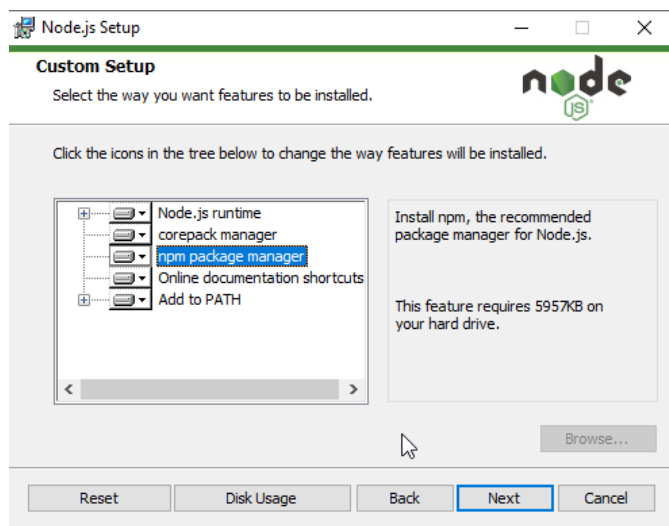 Node.js Setup
Custom Setup
Select the way you want features to be installed.
node
JS
Click the icons in the tree below to change the way features will be installed.
Node.js runtime
corepack manager
npm package manager
Online documentation shortcuts
Add to PATH
Install npm, the recommended
package manager for Node.js.
This feature requires 5957KB on
your hard drive.
Browse...
Reset
Disk Usage
Back
Next
Cancel